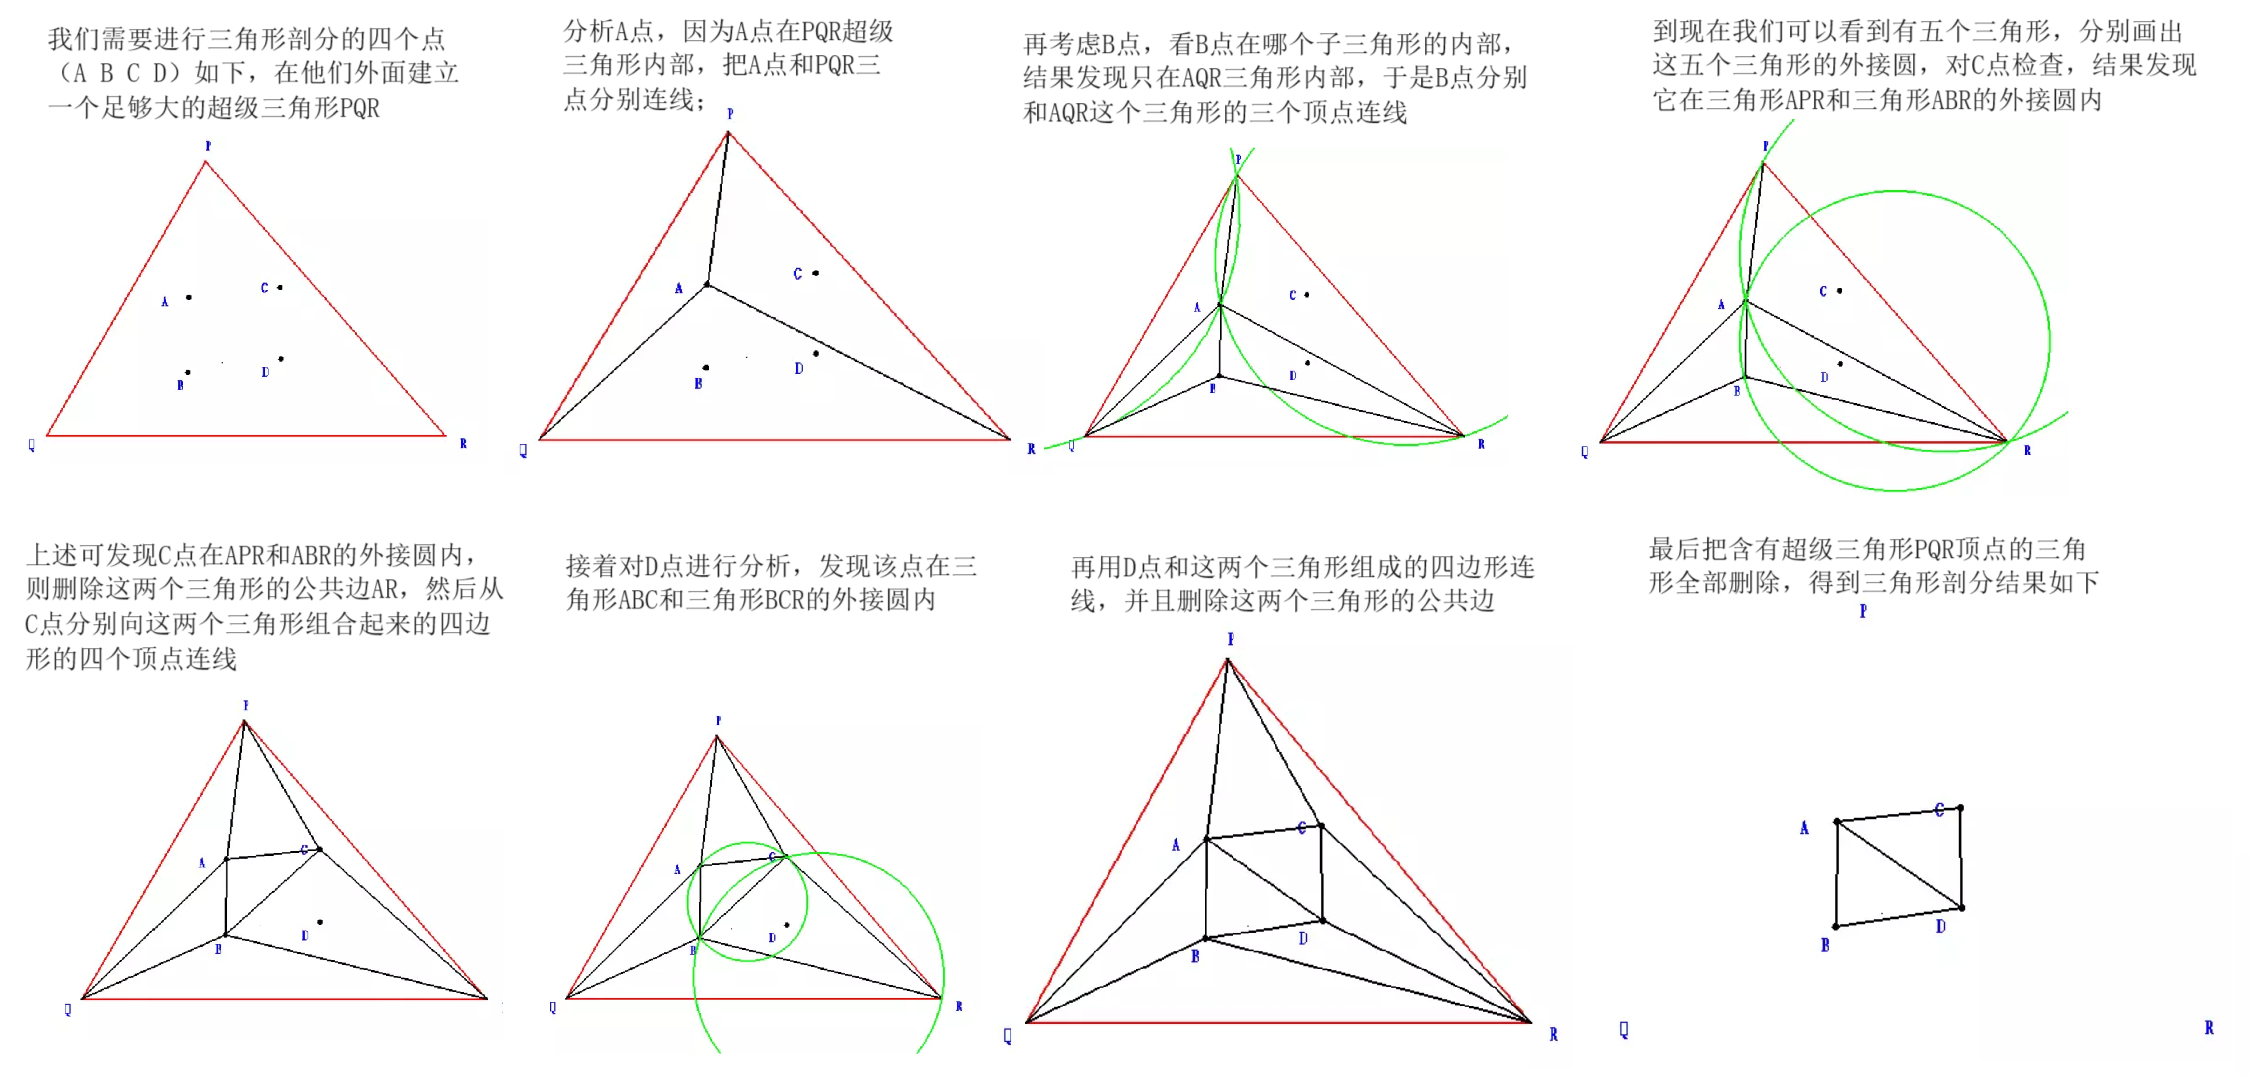 我们需要进行三角形剖分的四个点
（A B C D）如下，在他们外面建立
一个足够大的超级三角形PQR
P
A
C
B
D
Q
R
分析A点，因为A点在PQR超级
三角形内部，把A点和PQR三
点分别连线；
P
A
C
B
D
Q
R
再考虑B点，看B点在哪个子三角形的内部，
结果发现只在AQR三角形内部，于是B点分别
和AQR这个三角形的三个顶点连线
P
A
C
B
D
Q
R
到现在我们可以看到有五个三角形，分别画出
这五个三角形的外接圆，对C点检查，结果发现
它在三角形APR和三角形ABR的外接圆内
P
A
C
B
D
Q
R
上述可发现C点在APR和ABR的外接圆内，
则删除这两个三角形的公共边AR，然后从
C点分别向这两个三角形组合起来的四边
形的四个顶点连线
P
A
C
B
D
Q
接着对D点进行分析，发现该点在三
角形ABC和三角形BCR的外接圆内
P
A
C
B
D
Q
R
再用D点和这两个三角形组成的四边形连
线，并且删除这两个三角形的公共边
P
A
C
B
D
Q
R
最后把含有超级三角形PQR顶点的三角
形全部删除，得到三角形剖分结果如下
P
A
C
B
D
Q
R